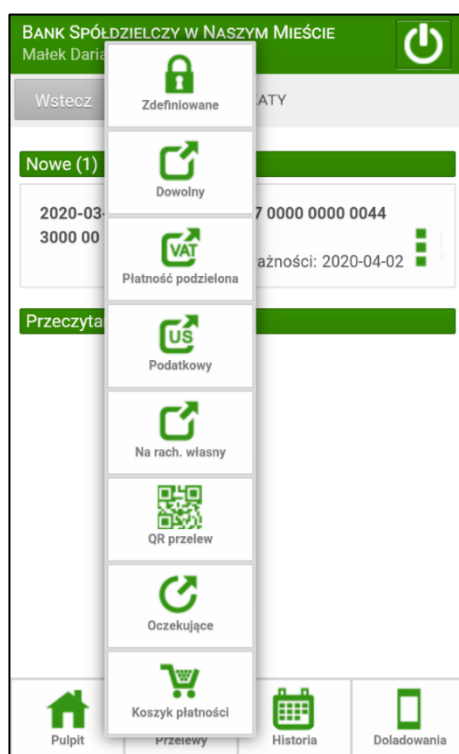 BANK SPÓŁDZIELCZY W NASZYM MIEŚCIE
Małek Daria
Wstecz
Zdefiniowane
Nowe (1)
Dowolny
2020-03-
7 0000 0000 0044
3000 00
VAT
ażności: 2020-04-02
Płatność podzielona
Przeczyta
US
Podatkowy
Na rach. własny
QR przelew
Oczekujące
Koszyk płatności
Pulpit
Przelewy
Historia
Doladowania